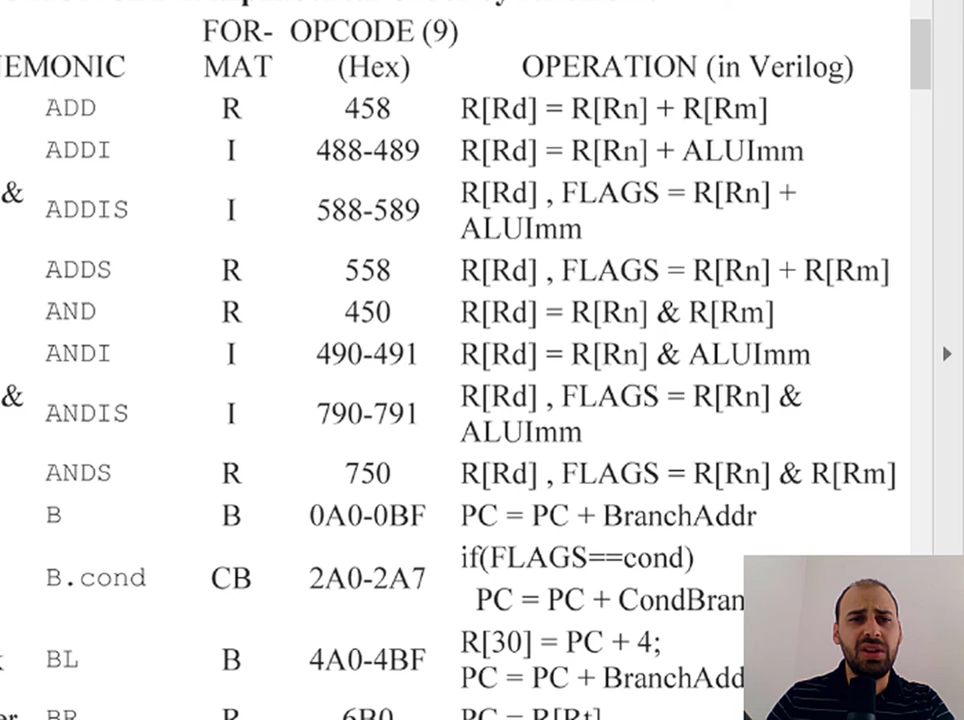 FOR- OPCODE (9)
MAT (Hex) OPERATION (in Verilog)
ADD R 458 R[Rd] = R[Rn] + R[Rm]
ADDI I 488-489 R[Rd] = R[Rn] + ALUImm
& ADDIS I 588-589 R[Rd] , FLAGS = R[Rn] +
ALUImm
ADDS R 558 R[Rd] , FLAGS = R[Rn] + R[Rm]
AND R 450 R[Rd] = R[Rn] & R[Rm]
ANDI I 490-491 R[Rd] = R[Rn] & ALUImm
& ANDIS I 790-791 R[Rd] , FLAGS = R[Rn] &
ALUImm
ANDS R 750 R[Rd] , FLAGS = R[Rn] & R[Rm]
B B 0A0-0BF PC = PC + BranchAddr
B.cond CB 2A0-2A7 if(FLAGS==cond)
PC = PC + CondBran
BL B 4A0-4BF R[30] = PC + 4;
PC = PC + BranchAdd
BR R 6B0 PC = R[Rt]